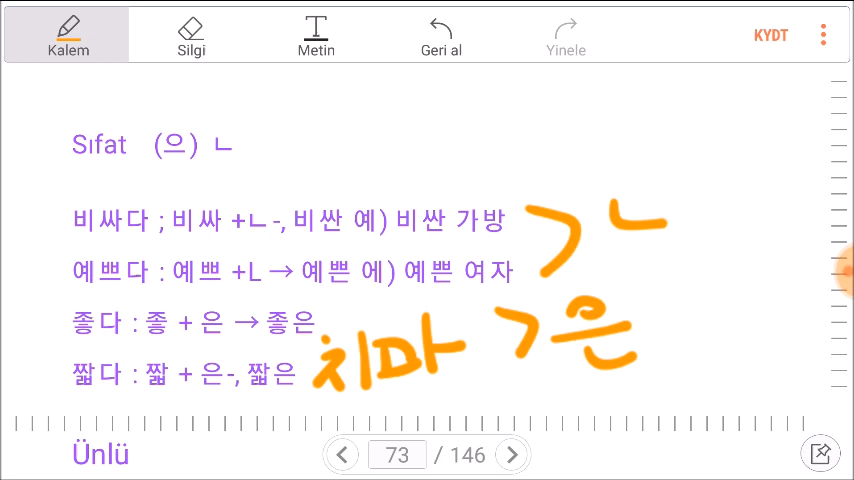 Kalem Silgi Metin Geri al Yinele KYDT
Sıfat (으) ㄴ
비싸다 ; 비싸 +ㄴ-, 비싼 예) 비싼 가방
예쁘다 : 예쁘 +L → 예쁜 에) 예쁜 여자
ㄱ ㄴ
좋다 : 좋 + 은 → 좋은
짧다 : 짧 + 은-, 짧은 치마
ㄱ 은
Ünlü
73 / 146